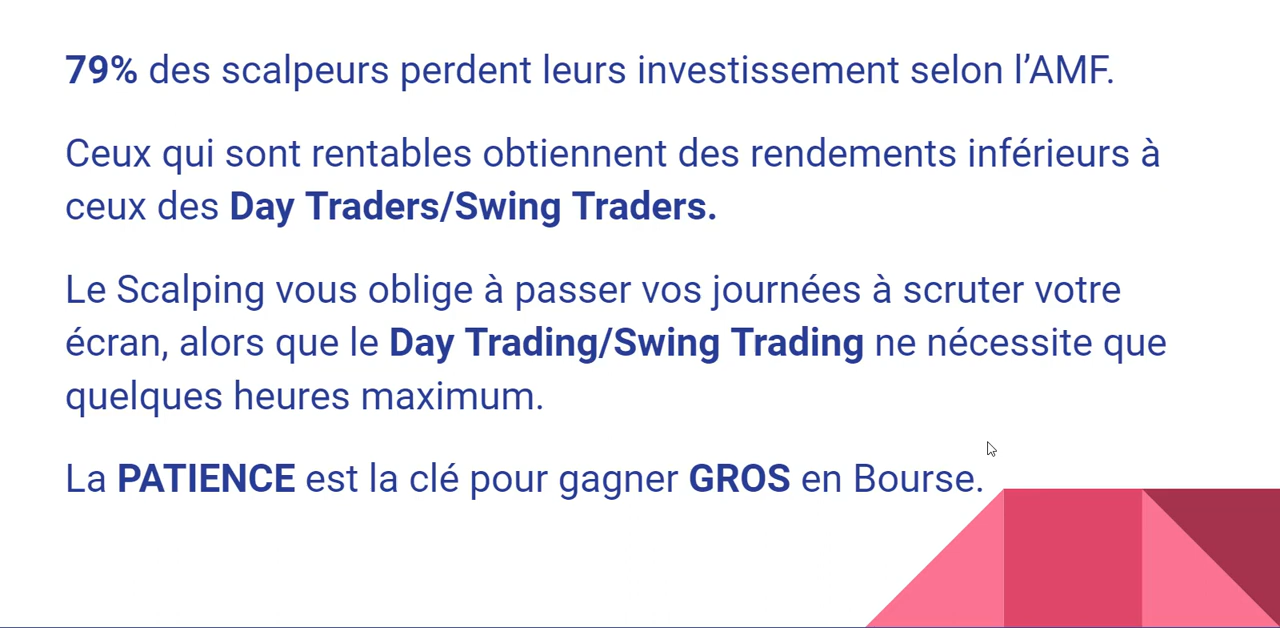 79% des scalpeurs perdent leurs investissement selon l’AMF.
Ceux qui sont rentables obtiennent des rendements inférieurs à
ceux des Day Traders/Swing Traders.
Le Scalping vous oblige à passer vos journées à scruter votre
écran, alors que le Day Trading/Swing Trading ne nécessite que
quelques heures maximum.
La PATIENCE est la clé pour gagner GROS en Bourse.